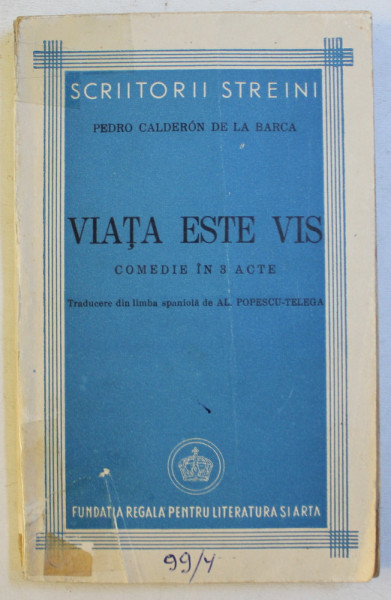 SCRIITORII STREINI
PEDRO CALDERÓN DE LA BARCA
VIAȚA ESTE VIS
COMEDIE ÎN 3 ACTE
Traducere din limba spaniolă de AL. POPESCU-TELEGA
FUNDAȚIA REGALĂ PENTRU LITERATURĂ ȘI ARTĂ
99/4